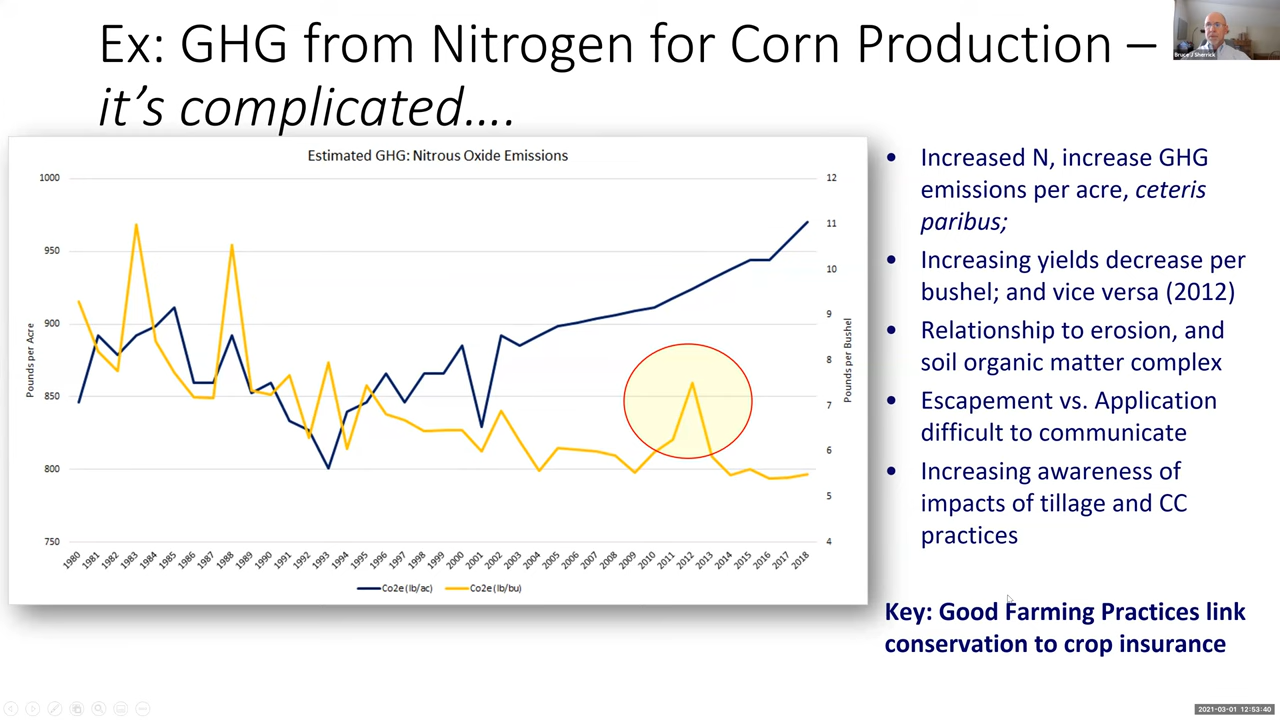 Ex: GHG from Nitrogen for Corn Production –
it's complicated….
Bruce J Sherrick
Estimated GHG: Nitrous Oxide Emissions
1000
950
900
850
800
750
Pounds per Acre
12
11
10
9
8
7
6
5
4
Pounds per Bushel
1980
1981
1982
1983
1984
1985
1986
1987
1988
1989
1990
1991
1992
1993
1994
1995
1996
1997
1998
1999
2000
2001
2002
2003
2004
2005
2006
2007
2008
2009
2010
2011
2012
2013
2014
2015
2016
2017
2018
Co2e (lb/ac)
Co2e (lb/bu)
• Increased N, increase GHG
emissions per acre, ceteris
paribus;
• Increasing yields decrease per
bushel; and vice versa (2012)
• Relationship to erosion, and
soil organic matter complex
• Escapement vs. Application
difficult to communicate
• Increasing awareness of
impacts of tillage and CC
practices
Key: Good Farming Practices link
conservation to crop insurance
2021-03-01 12:53:40